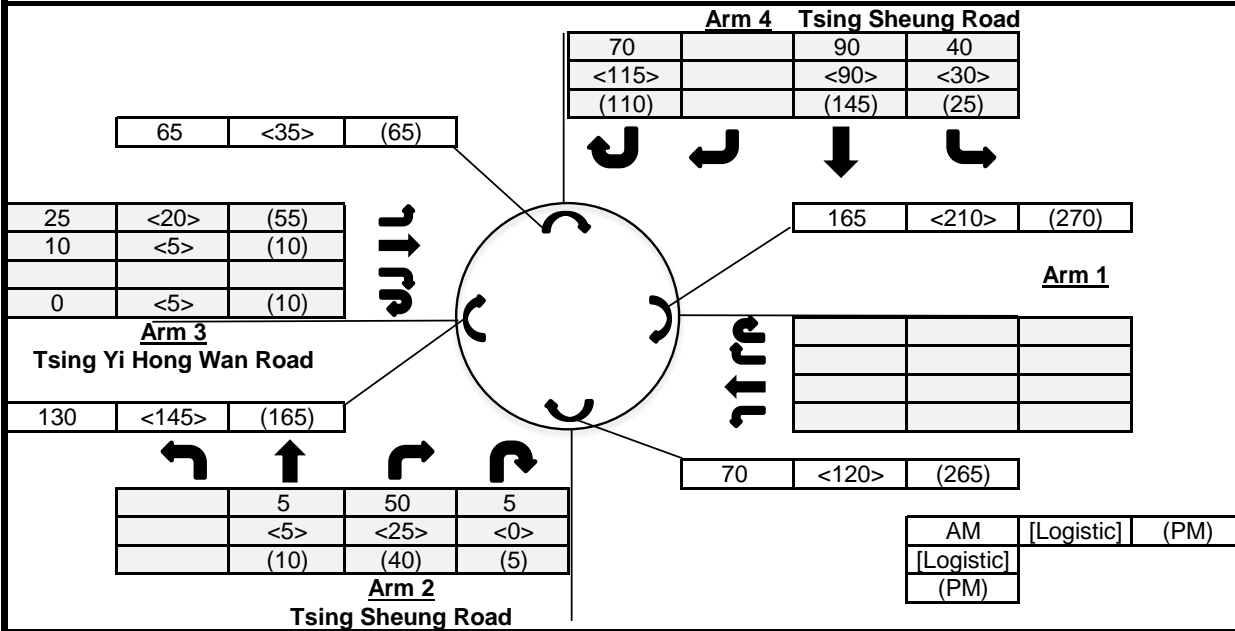 Arm 4 Tsing Sheung Road
70 90 40
<115> <90> <30>
(110) (145) (25)
65 <35> (65)
25 <20> (55)
165 <210> (270)
10 <5> (10)
Arm 1
0 <5> (10)
Arm 3
Tsing Yi Hong Wan Road
130 <145> (165)
70 <120> (265)
5 50 5
<5> <25> <0>
(10) (40) (5)
AM [Logistic] (PM)
[Logistic]
(PM)
Arm 2
Tsing Sheung Road